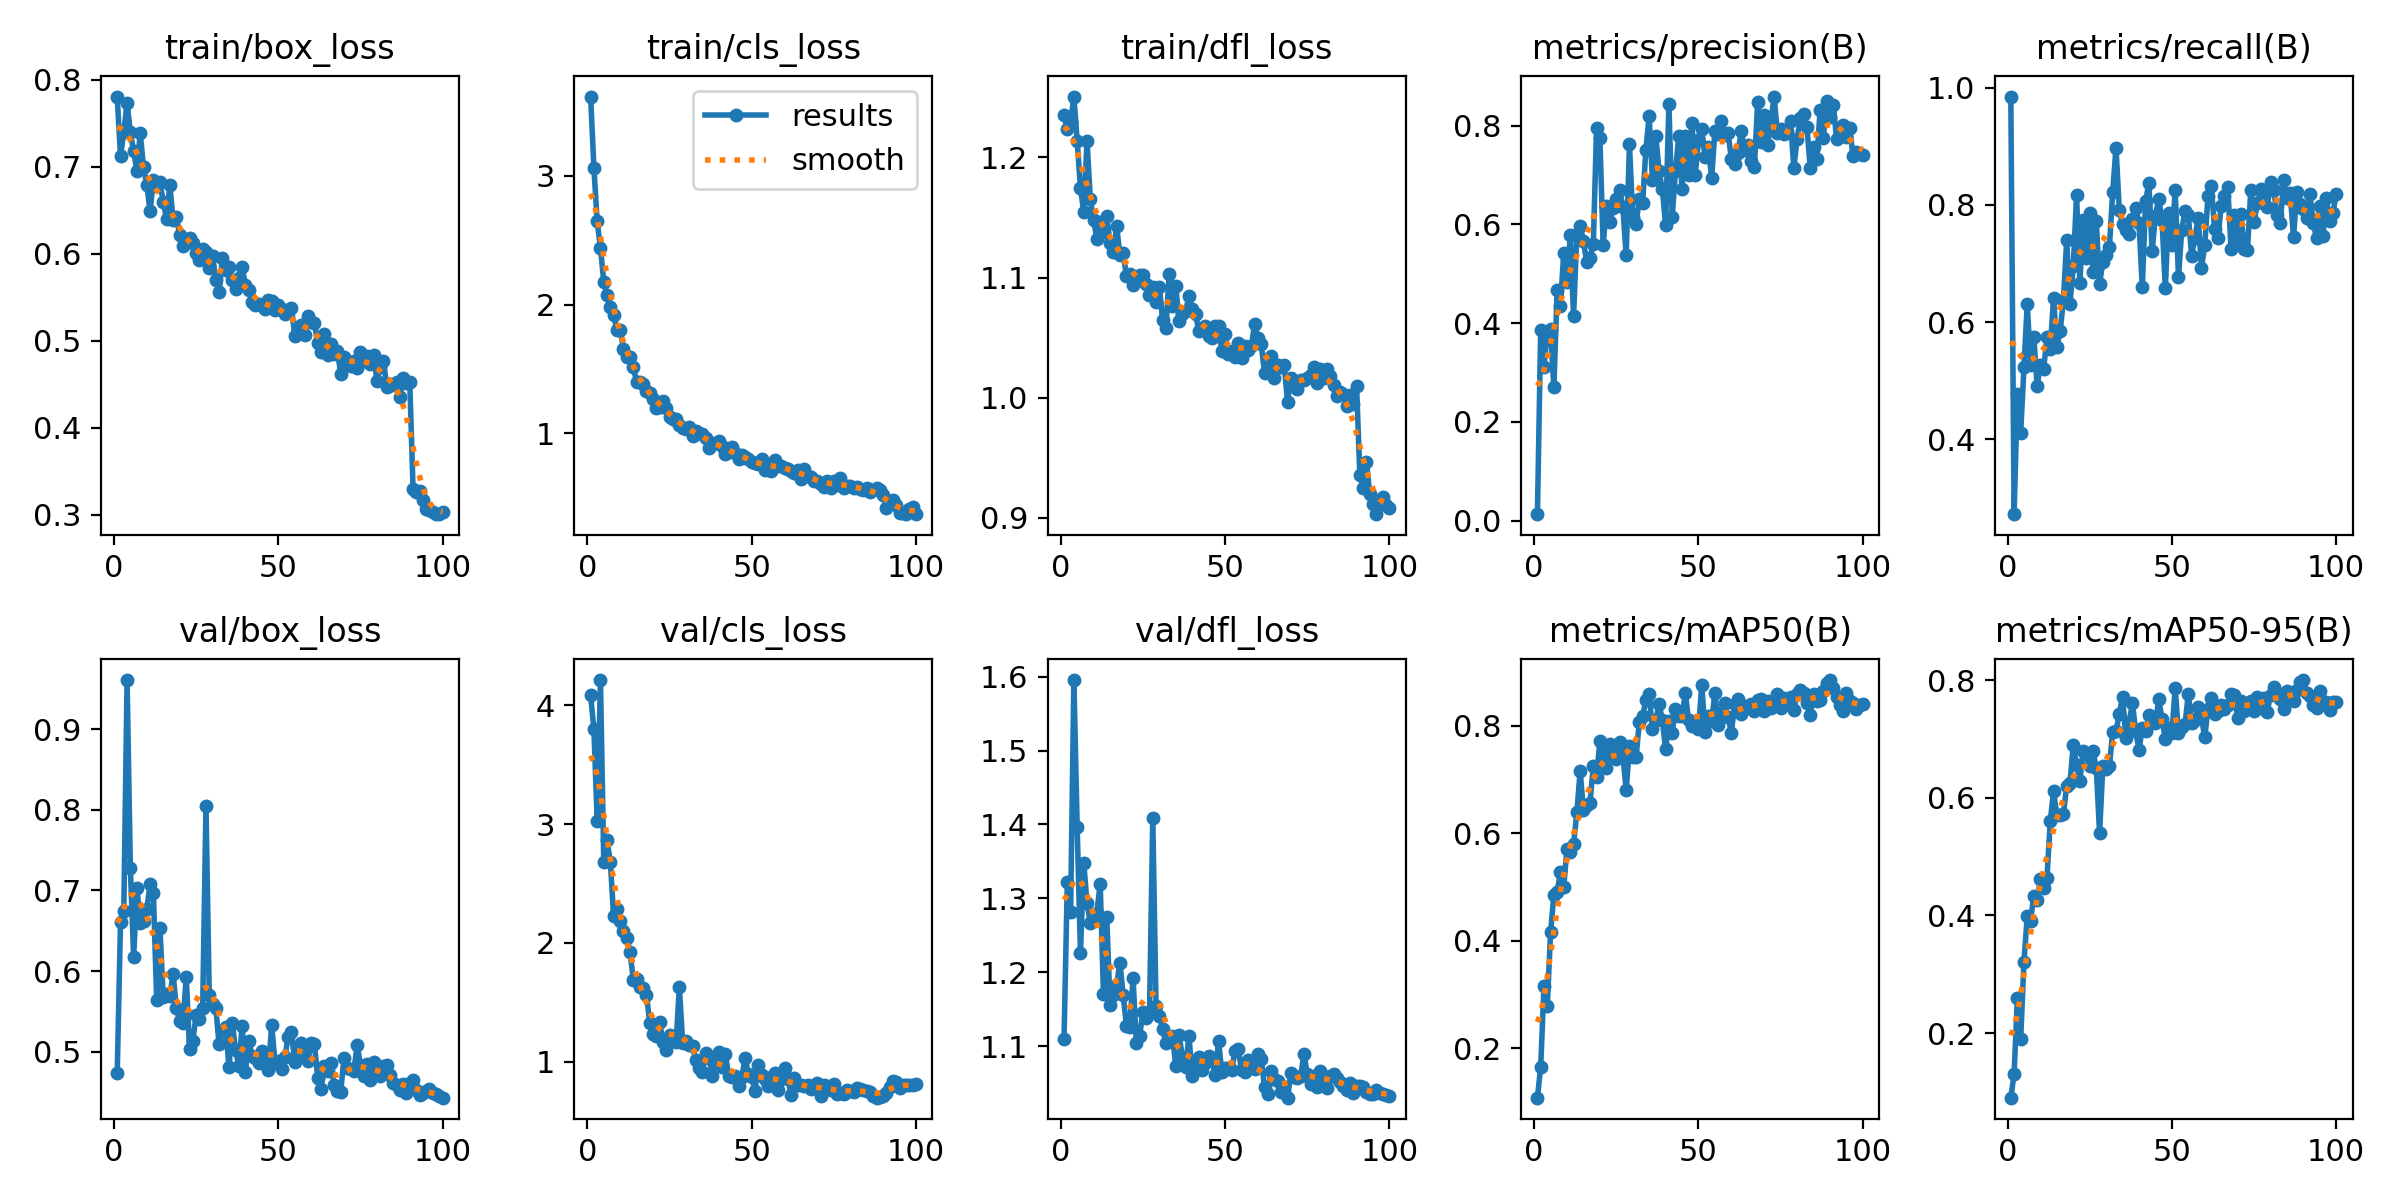 train/box_loss
0.8
0.7
0.6
0.5
0.4
0.3
0 50 100
train/cls_loss
results
smooth
3
2
1
0 50 100
train/dfl_loss
1.2
1.1
1.0
0.9
0 50 100
metrics/precision(B)
0.8
0.6
0.4
0.2
0.0
0 50 100
metrics/recall(B)
1.0
0.8
0.6
0.4
0 50 100
val/box_loss
0.9
0.8
0.7
0.6
0.5
0 50 100
val/cls_loss
4
3
2
1
0 50 100
val/dfl_loss
1.6
1.5
1.4
1.3
1.2
1.1
0 50 100
metrics/mAP50(B)
0.8
0.6
0.4
0.2
0 50 100
metrics/mAP50-95(B)
0.8
0.6
0.4
0.2
0 50 100